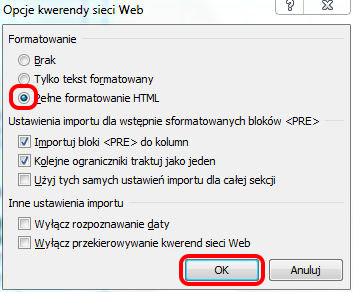 Opcje kwerendy sieci Web
Formatowanie
Brak
Tylko tekst formatowany
Pełne formatowanie HTML
Ustawienia importu dla wstępnie sformatowanych bloków <PRE>
Importuj bloki <PRE> do kolumn
Kolejne ograniczniki traktuj jako jeden
Użyj tych samych ustawień importu dla całej sekcji
Inne ustawienia importu
Wyłącz rozpoznawanie daty
Wyłącz przekierowywanie kwerend sieci Web
OK Anuluj